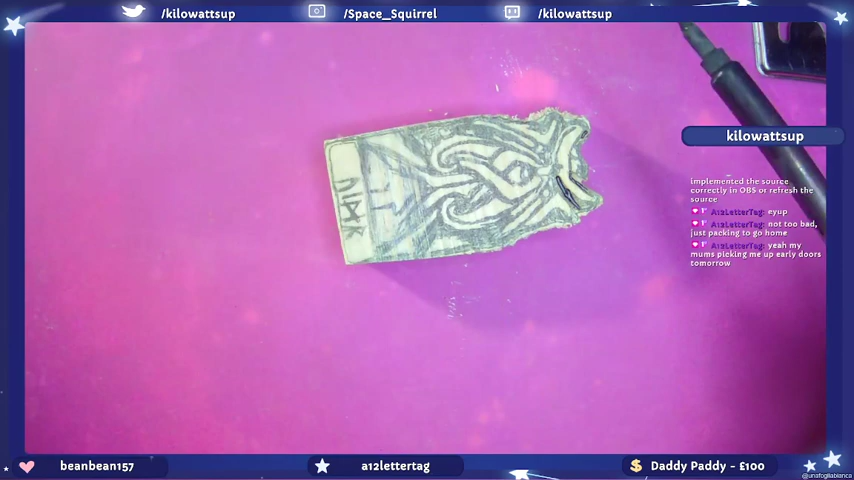 /kilowattsup
/Space_Squirrel
/kilowattsup
kilowattsup
implemented the source
correctly in OBS or refresh the
source
A12LetterTag: eyup
A12LetterTag: not too bad,
just packing to go home
A12LetterTag: yeah my
mums picking me up early doors
tomorrow
beanbean157
a12lettertag
Daddy Paddy - £100
@unafogliabianca